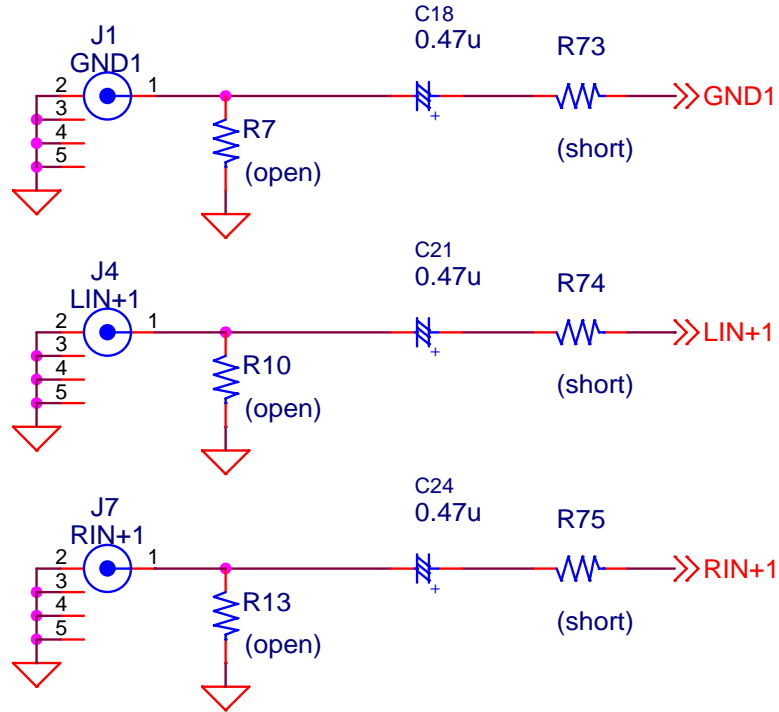 J1
GND1
2
1
3
4
5
R7
(open)
C18
0.47u
+
R73
(short)
GND1
J4
LIN+1
2
1
3
4
5
R10
(open)
C21
0.47u
+
R74
(short)
LIN+1
J7
RIN+1
2
1
3
4
5
R13
(open)
C24
0.47u
+
R75
(short)
RIN+1